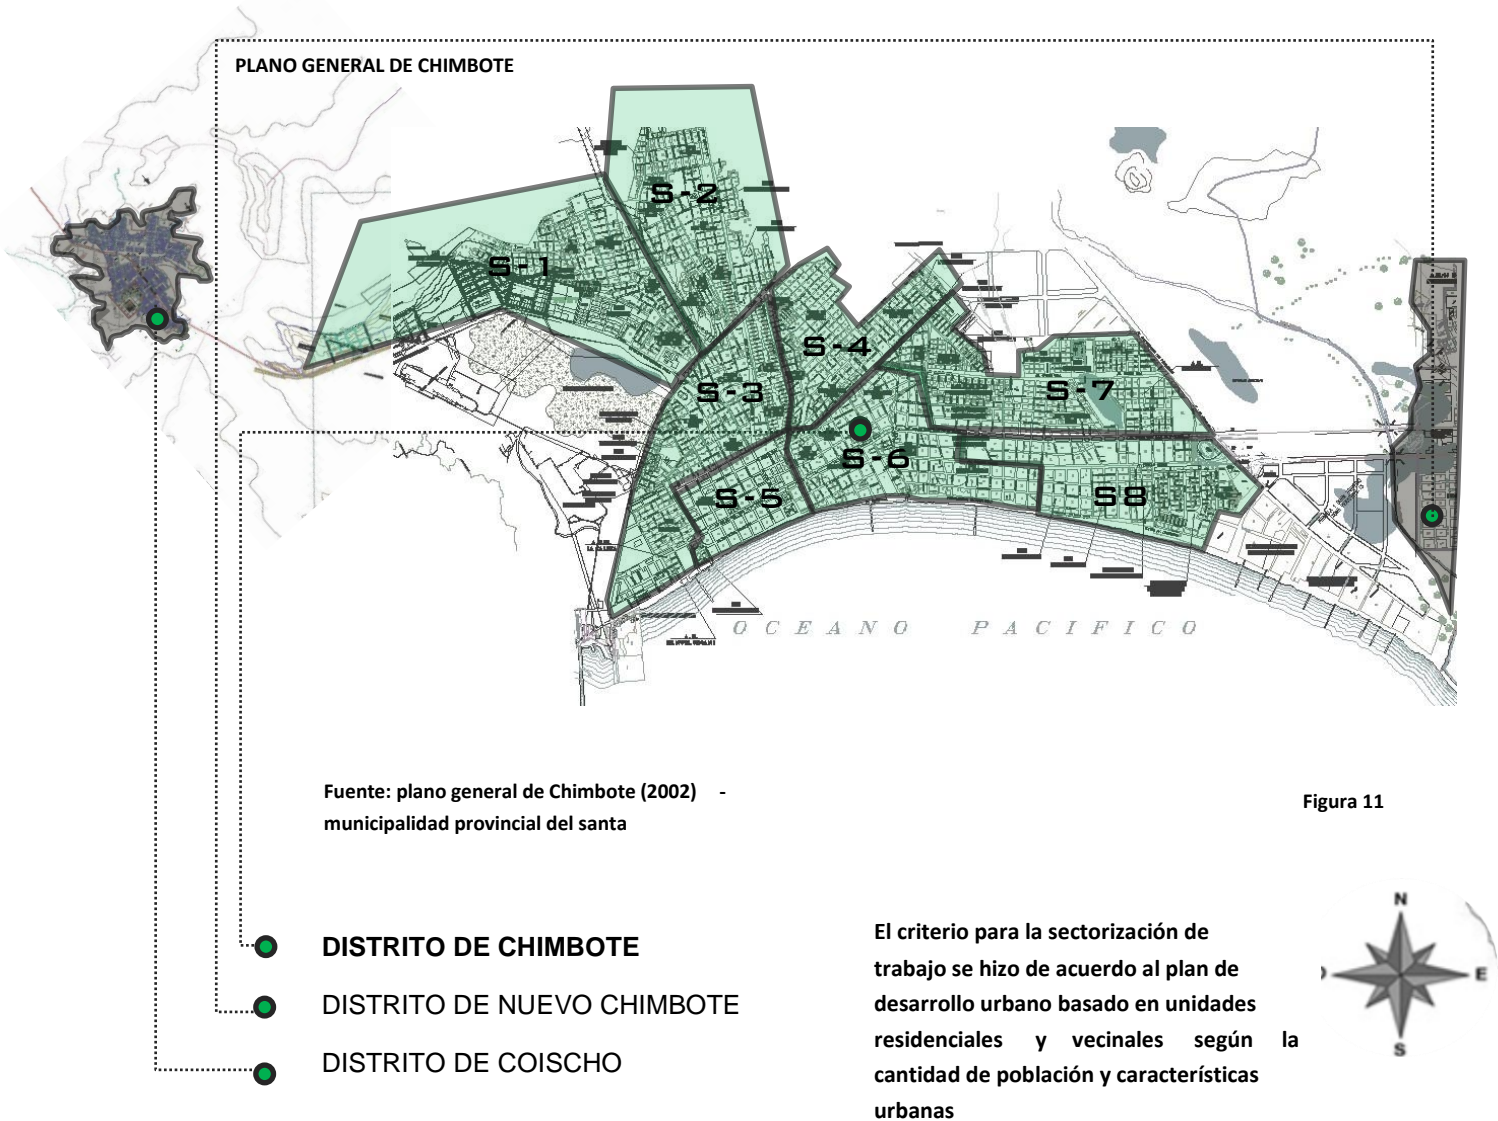 PLANO GENERAL DE CHIMBOTE
S-2
S-1
S-4
S-3
S-7
S-6
S-5
S8
OCEANO PACIFICO
Fuente: plano general de Chimbote (2002) -
municipalidad provincial del santa
Figura 11
DISTRITO DE CHIMBOTE
DISTRITO DE NUEVO CHIMBOTE
DISTRITO DE COISCHO
El criterio para la sectorización de
trabajo se hizo de acuerdo al plan de
desarrollo urbano basado en unidades
residenciales y vecinales según la
cantidad de población y características
urbanas
N
E
S